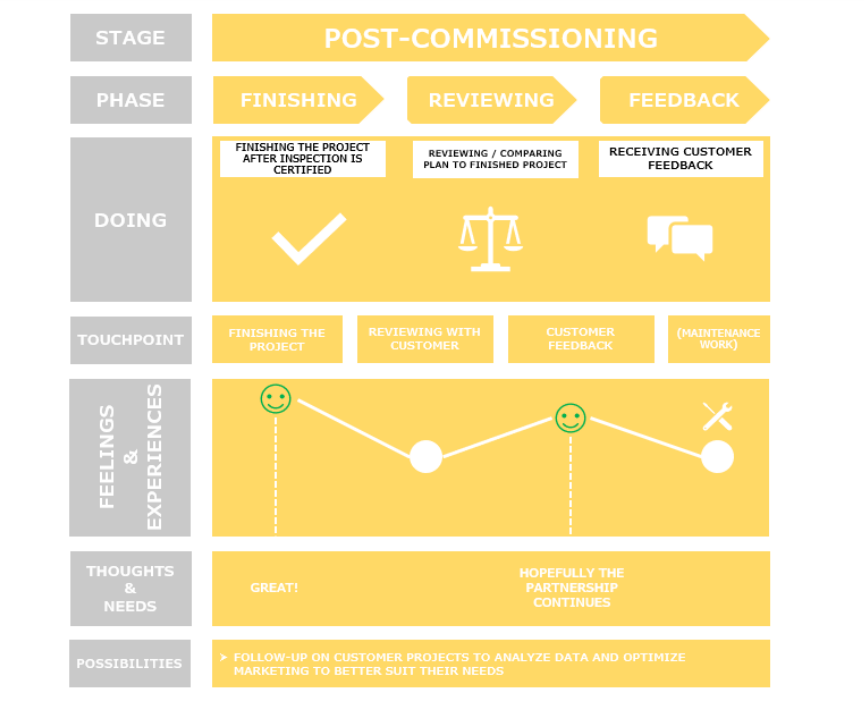 STAGE
POST-COMMISSIONING
PHASE
FINISHING
REVIEWING
FEEDBACK
DOING
FINISHING THE PROJECT
AFTER INSPECTION IS
CERTIFIED
REVIEWING / COMPARING
PLAN TO FINISHED PROJECT
RECEIVING CUSTOMER
FEEDBACK
TOUCHPOINT
FINISHING THE
PROJECT
REVIEWING WITH
CUSTOMER
CUSTOMER
FEEDBACK
(MAINTENANCE
WORK)
FEELINGS
&
EXPERIENCES
THOUGHTS
&
NEEDS
GREAT!
HOPEFULLY THE
PARTNERSHIP
CONTINUES
POSSIBILITIES
➤ FOLLOW-UP ON CUSTOMER PROJECTS TO ANALYZE DATA AND OPTIMIZE
MARKETING TO BETTER SUIT THEIR NEEDS